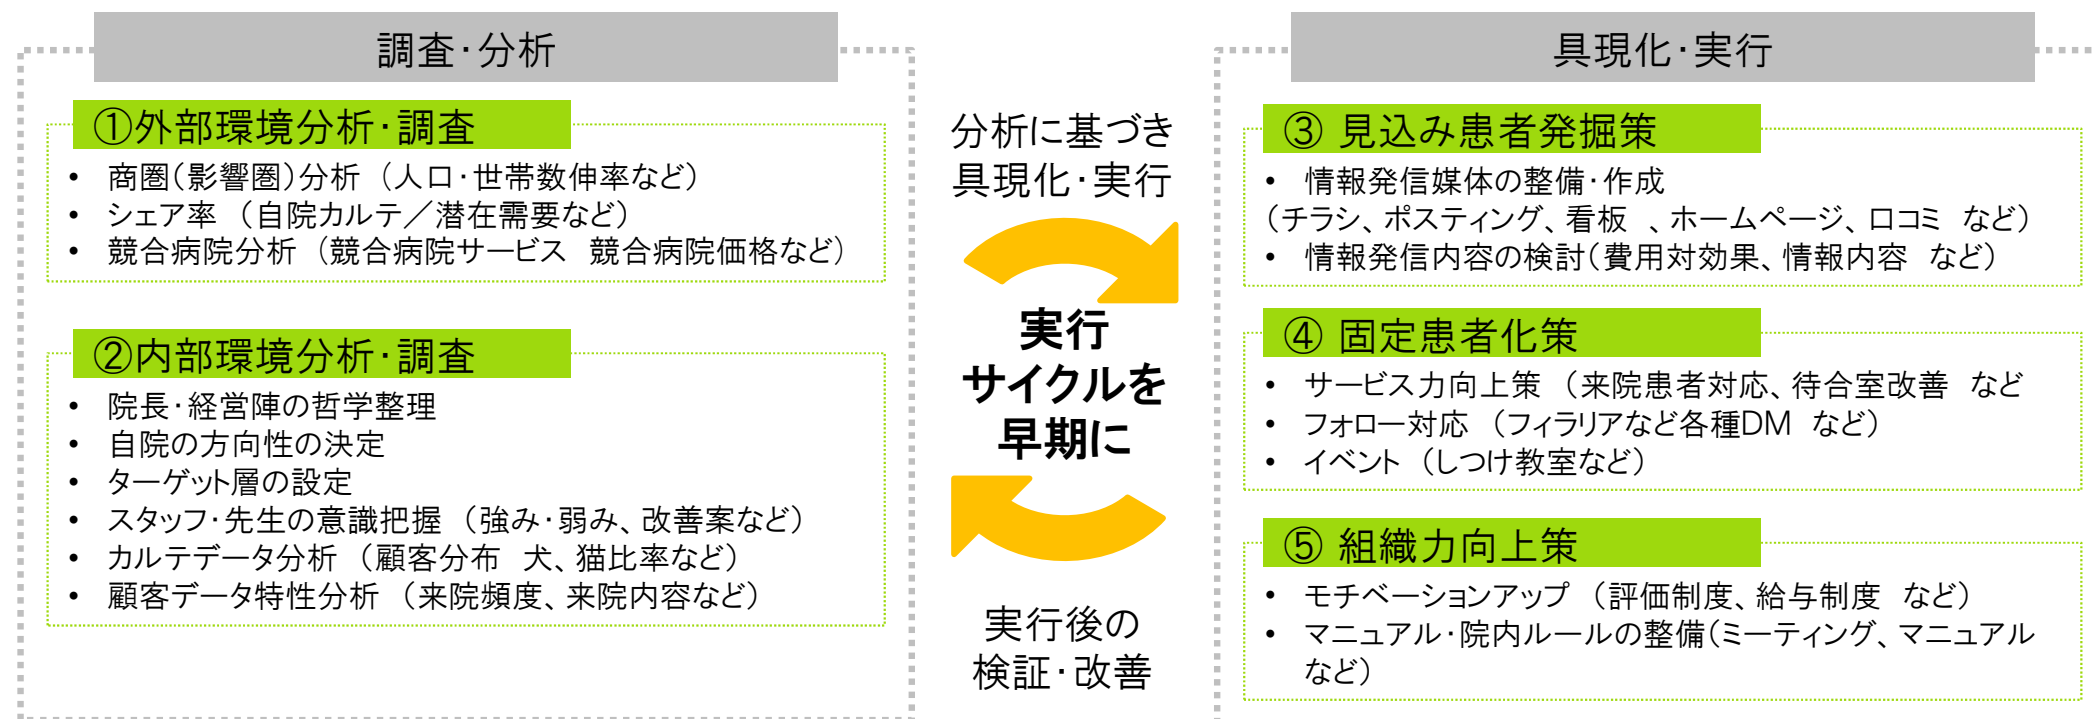 調査・分析
①外部環境分析・調査
• 商圏(影響圏)分析 (人口・世帯数伸率など)
• シェア率 (自院カルテ／潜在需要など)
• 競合病院分析 (競合病院サービス 競合病院価格など)
②内部環境分析・調査
• 院長・経営陣の哲学整理
• 自院の方向性の決定
• ターゲット層の設定
• スタッフ・先生の意識把握 (強み・弱み、改善案など)
• カルテデータ分析 (顧客分布 犬、猫比率など)
• 顧客データ特性分析 (来院頻度、来院内容など)
分析に基づき
具現化・実行
実行
サイクルを
早期に
実行後の
検証・改善
具現化・実行
③ 見込み患者発掘策
• 情報発信媒体の整備・作成
(チラシ、ポスティング、看板 、ホームページ、口コミ など)
• 情報発信内容の検討(費用対効果、情報内容 など)
④ 固定患者化策
• サービス力向上策 (来院患者対応、待合室改善 など
• フォロー対応 (フィラリアなど各種DM など)
• イベント (しつけ教室など)
⑤ 組織力向上策
• モチベーションアップ (評価制度、給与制度 など)
• マニュアル・院内ルールの整備(ミーティング、マニュアル
など)